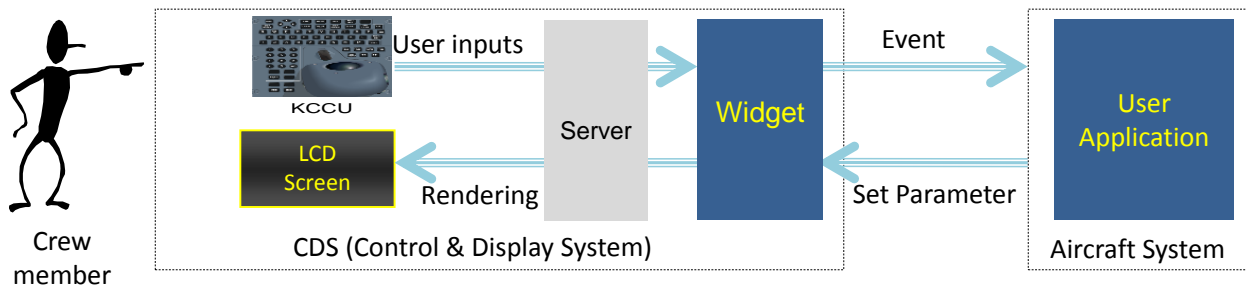 User inputs
Event
KCCU
Server
Widget
User
Application
LCD
Screen
Rendering
Set Parameter
Crew
member
CDS (Control & Display System)
Aircraft System